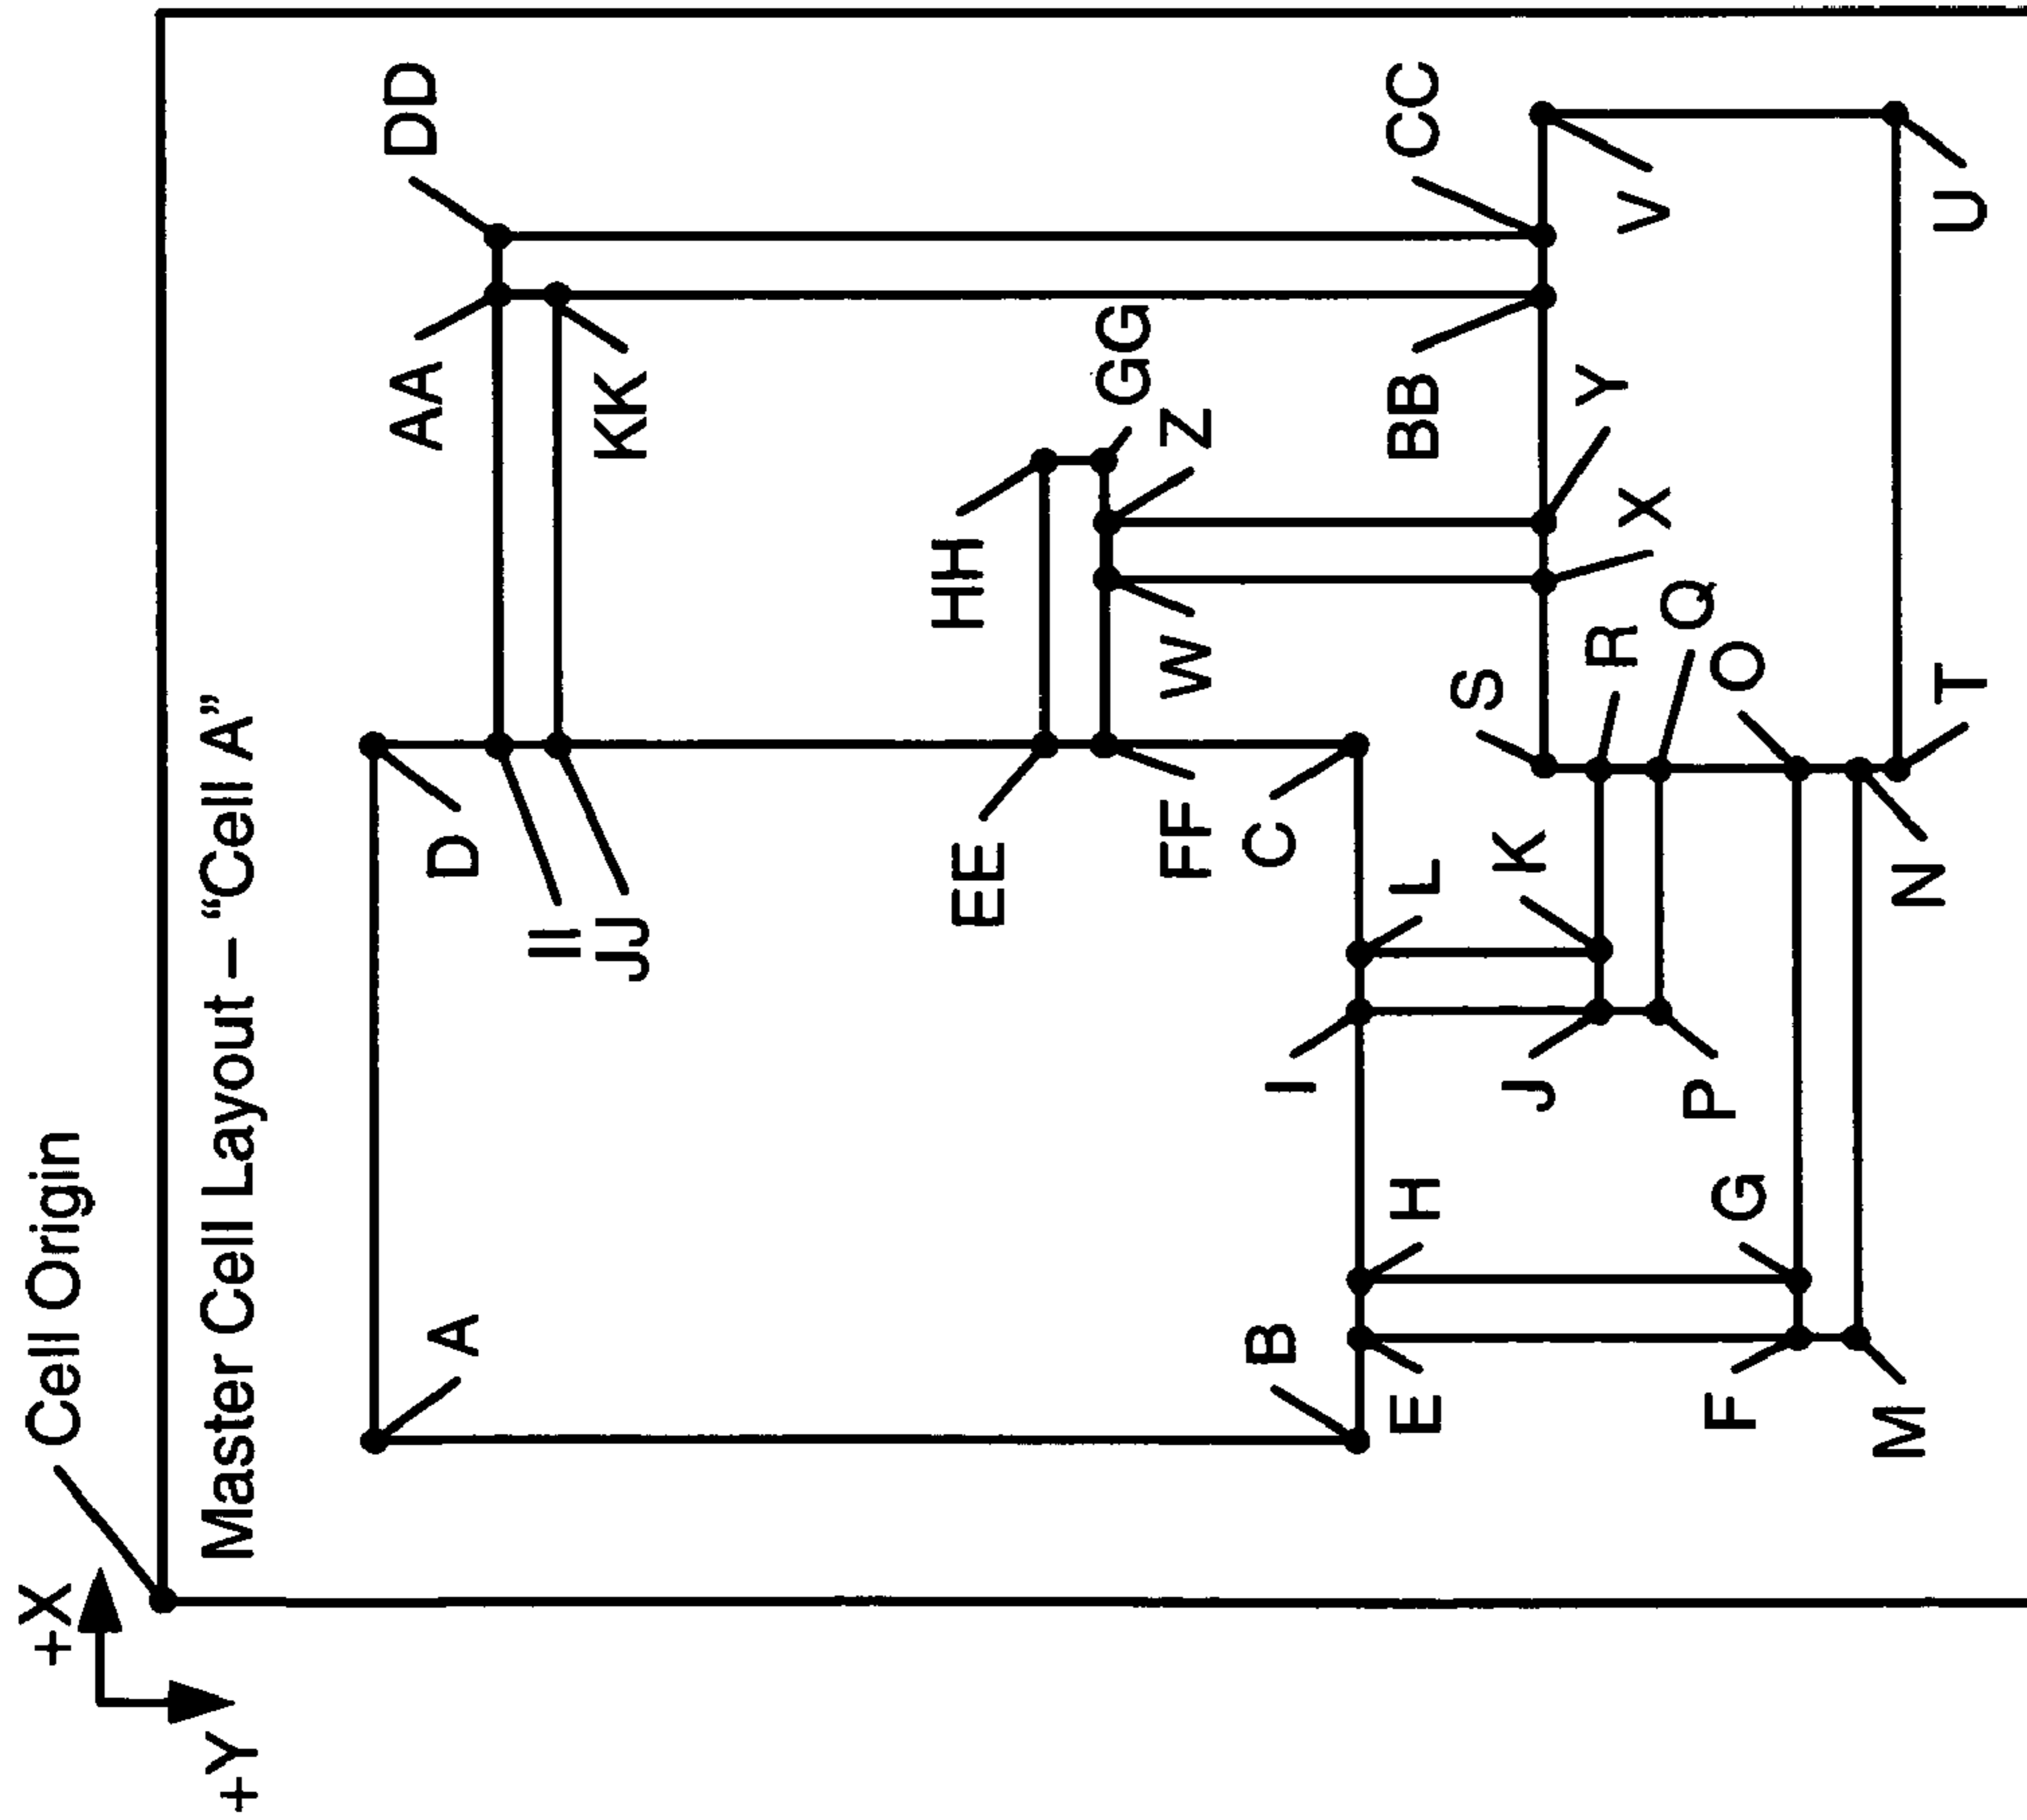 Cell Origin
+X
+Y
Master Cell Layout – “Cell A”
A
D
AA
DD
II
JJ
KK
HH
EE
GG
Z
W
FF
B
C
CC
BB
E
H
I
L
S
Y
X
V
J
K
R
Q
F
G
P
O
M
N
T
U